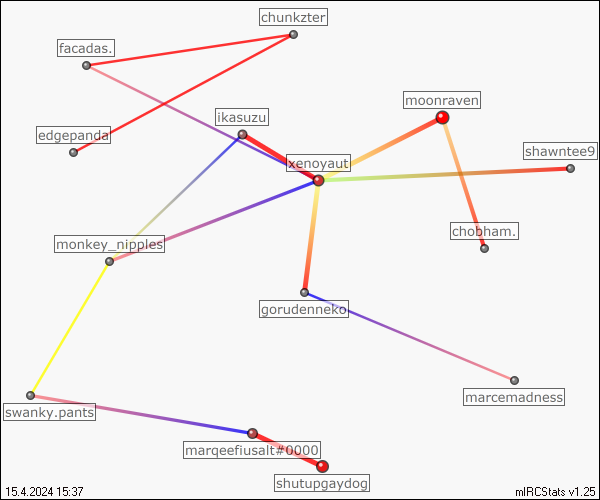 chunkzter
facadas.
moonraven
ikasuzu
edgepanda
shawntee9
xenoyaut
chobham.
monkey_nipples
gorudenneko
marcemadness
swanky.pants
marqeefiusalt#0000
shutupgaydog
15.4.2024 15:37
mIRCStats v1.25